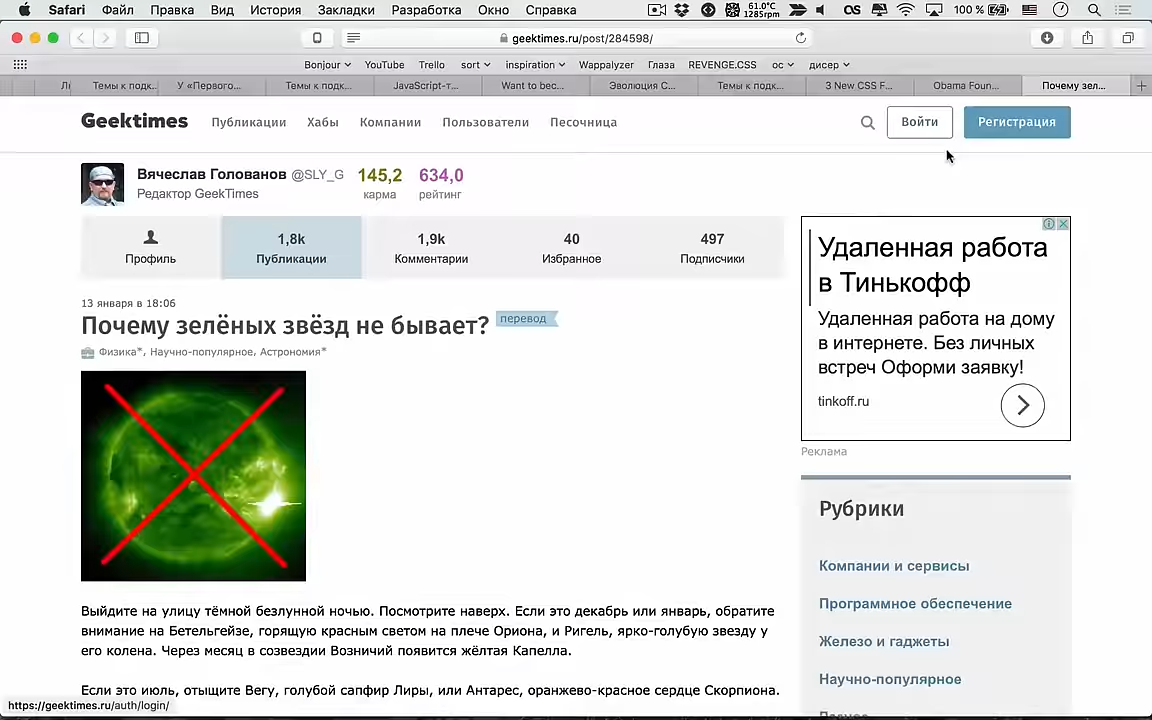 Safari Файл Правка Вид История Закладки Разработка Окно Справка 61.0°C 1285rpm 100 %
geektimes.ru/post/284598/
Bonjour YouTube Trello sort inspiration Wappalyzer Глаза REVENGE.CSS ос дисер
Темы к подк... У «Первого... Темы к подк... JavaScript-т... Want to bec... Эволюция С... Темы к подк... 3 New CSS F... Obama Foun... Почему зел...
Geektimes Публикации Хабы Компании Пользователи Песочница Войти Регистрация
Вячеслав Голованов @SLY_G 145,2 634,0
Редактор GeekTimes карма рейтинг
1,8k 1,9k 40 497
Профиль Публикации Комментарии Избранное Подписчики
13 января в 18:06
Почему зелёных звёзд не бывает? перевод
Физика*, Научно-популярное, Астрономия*
Выйдите на улицу тёмной безлунной ночью. Посмотрите наверх. Если это декабрь или январь, обратите
внимание на Бетельгейзе, горящую красным светом на плече Ориона, и Ригель, ярко-голубую звезду у
его колена. Через месяц в созвездии Возничий появится жёлтая Капелла.
Если это июль, отыщите Вегу, голубой сапфир Лиры, или Антарес, оранжево-красное сердце Скорпиона.
Удаленная работа
в Тинькофф
Удаленная работа на дому
в интернете. Без личных
встреч Оформи заявку!
tinkoff.ru
Реклама
Рубрики
Компании и сервисы
Программное обеспечение
Железо и гаджеты
Научно-популярное
https://geektimes.ru/auth/login/